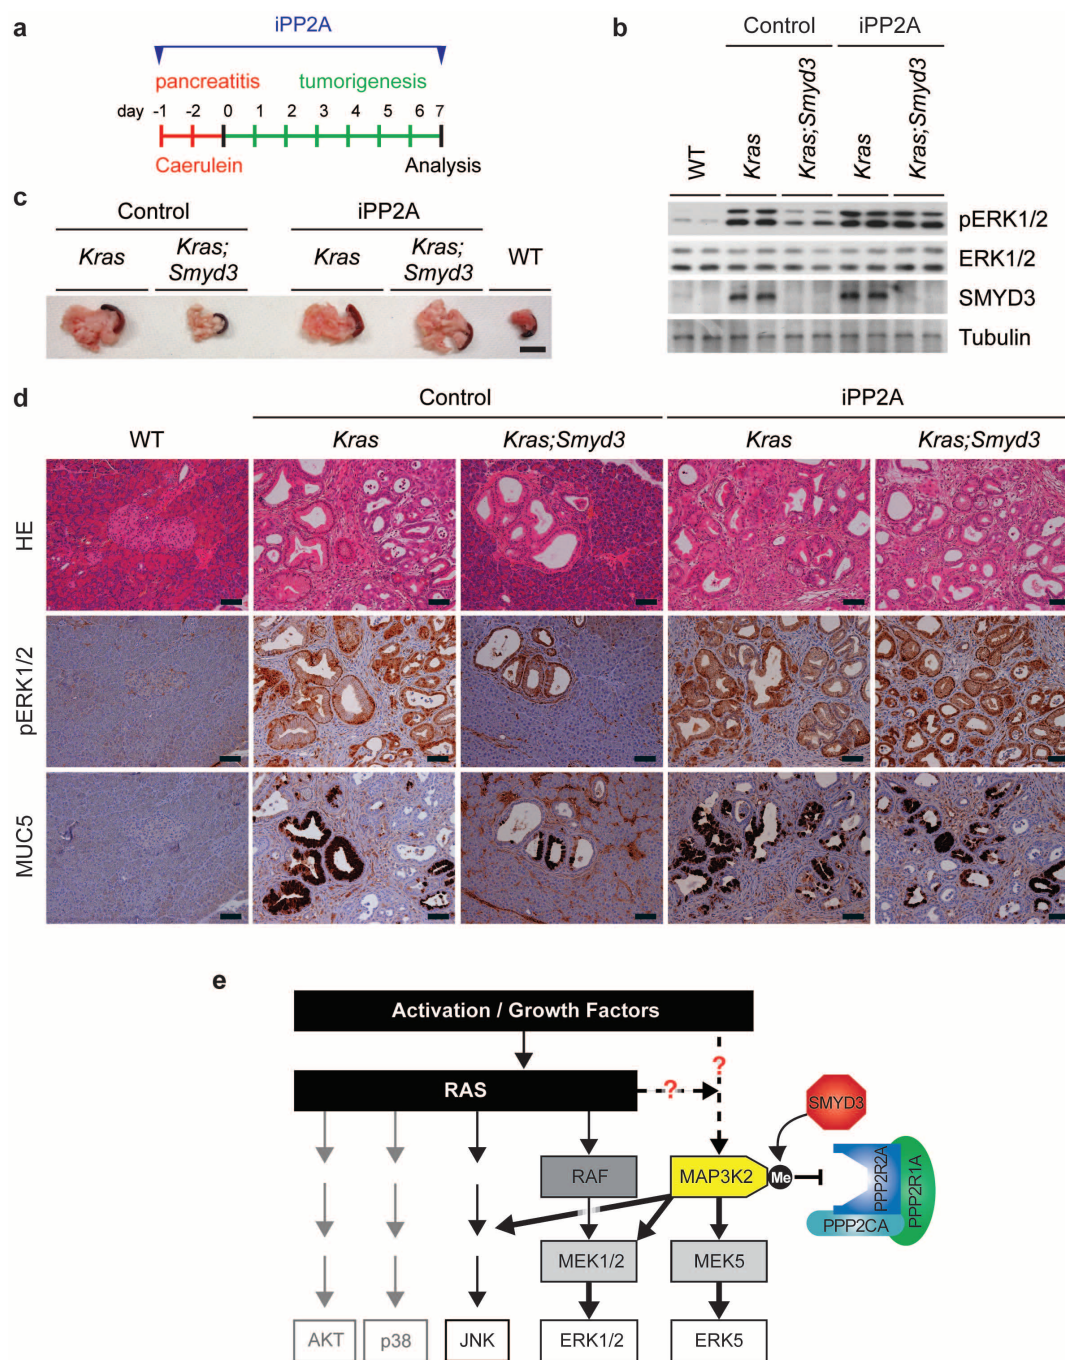 a
iPP2A
pancreatitis tumorigenesis
day -1 -2 0 1 2 3 4 5 6 7
Caerulein Analysis
b
Control iPP2A
WT Kras Kras;Smyd3 Kras Kras;Smyd3
pERK1/2
ERK1/2
SMYD3
Tubulin
c
Control iPP2A
Kras Kras; Kras Kras; WT
Smyd3 Smyd3
d
Control iPP2A
WT Kras Kras;Smyd3 Kras Kras;Smyd3
HE
pERK1/2
MUC5
e
Activation / Growth Factors
?
RAS ?
SMYD3
RAF MAP3K2 Me
PPP2R2A
PPP2R1A
PPP2CA
MEK1/2 MEK5
AKT p38 JNK ERK1/2 ERK5